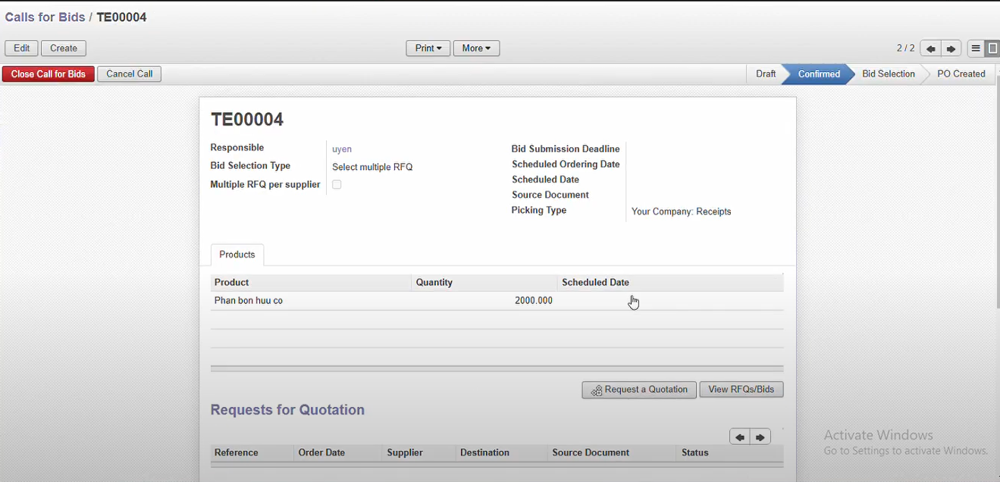 Calls for Bids / TE00004
Edit Create Print More 2 / 2
Close Call for Bids Cancel Call Draft Confirmed Bid Selection PO Created
TE00004
Responsible uyen
Bid Selection Type Select multiple RFQ
Multiple RFQ per supplier
Bid Submission Deadline
Scheduled Ordering Date
Scheduled Date
Source Document
Picking Type Your Company: Receipts
Products
Product Quantity Scheduled Date
Phan bon huu co 2000.000
Request a Quotation View RFQs/Bids
Requests for Quotation
Reference Order Date Supplier Destination Source Document Status
Activate Windows
Go to Settings to activate Windows.